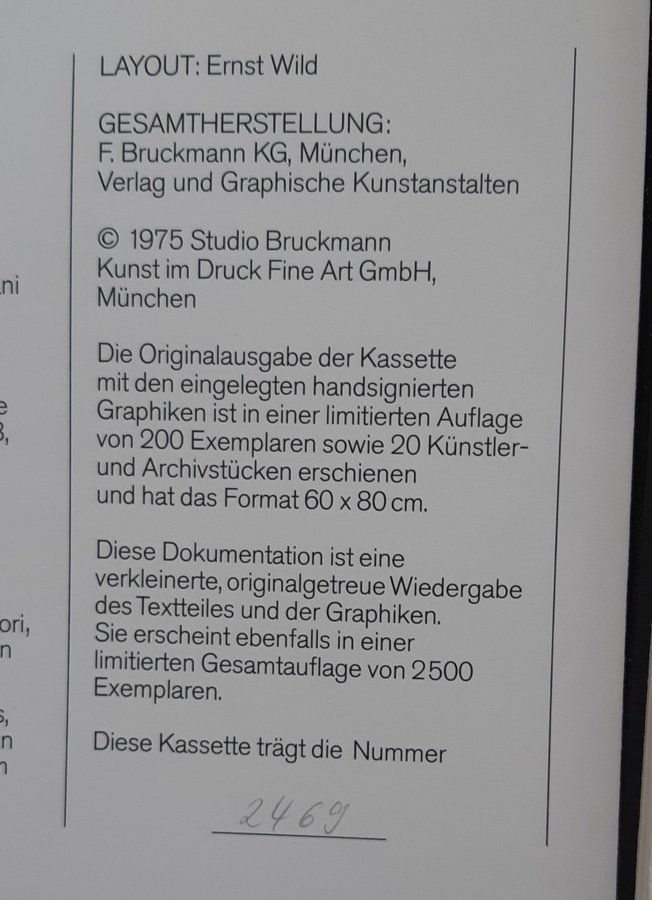 LAYOUT: Ernst Wild
GESAMTHERSTELLUNG:
F. Bruckmann KG, München,
Verlag und Graphische Kunstanstalten
© 1975 Studio Bruckmann
Kunst im Druck Fine Art GmbH,
München
Die Originalausgabe der Kassette
mit den eingelegten handsignierten
Graphiken ist in einer limitierten Auflage
von 200 Exemplaren sowie 20 Künstler-
und Archivstücken erschienen
und hat das Format 60 x 80 cm.
Diese Dokumentation ist eine
verkleinerte, originalgetreue Wiedergabe
des Textteiles und der Graphiken.
Sie erscheint ebenfalls in einer
limitierten Gesamtauflage von 2500
Exemplaren.
Diese Kassette trägt die Nummer
2469